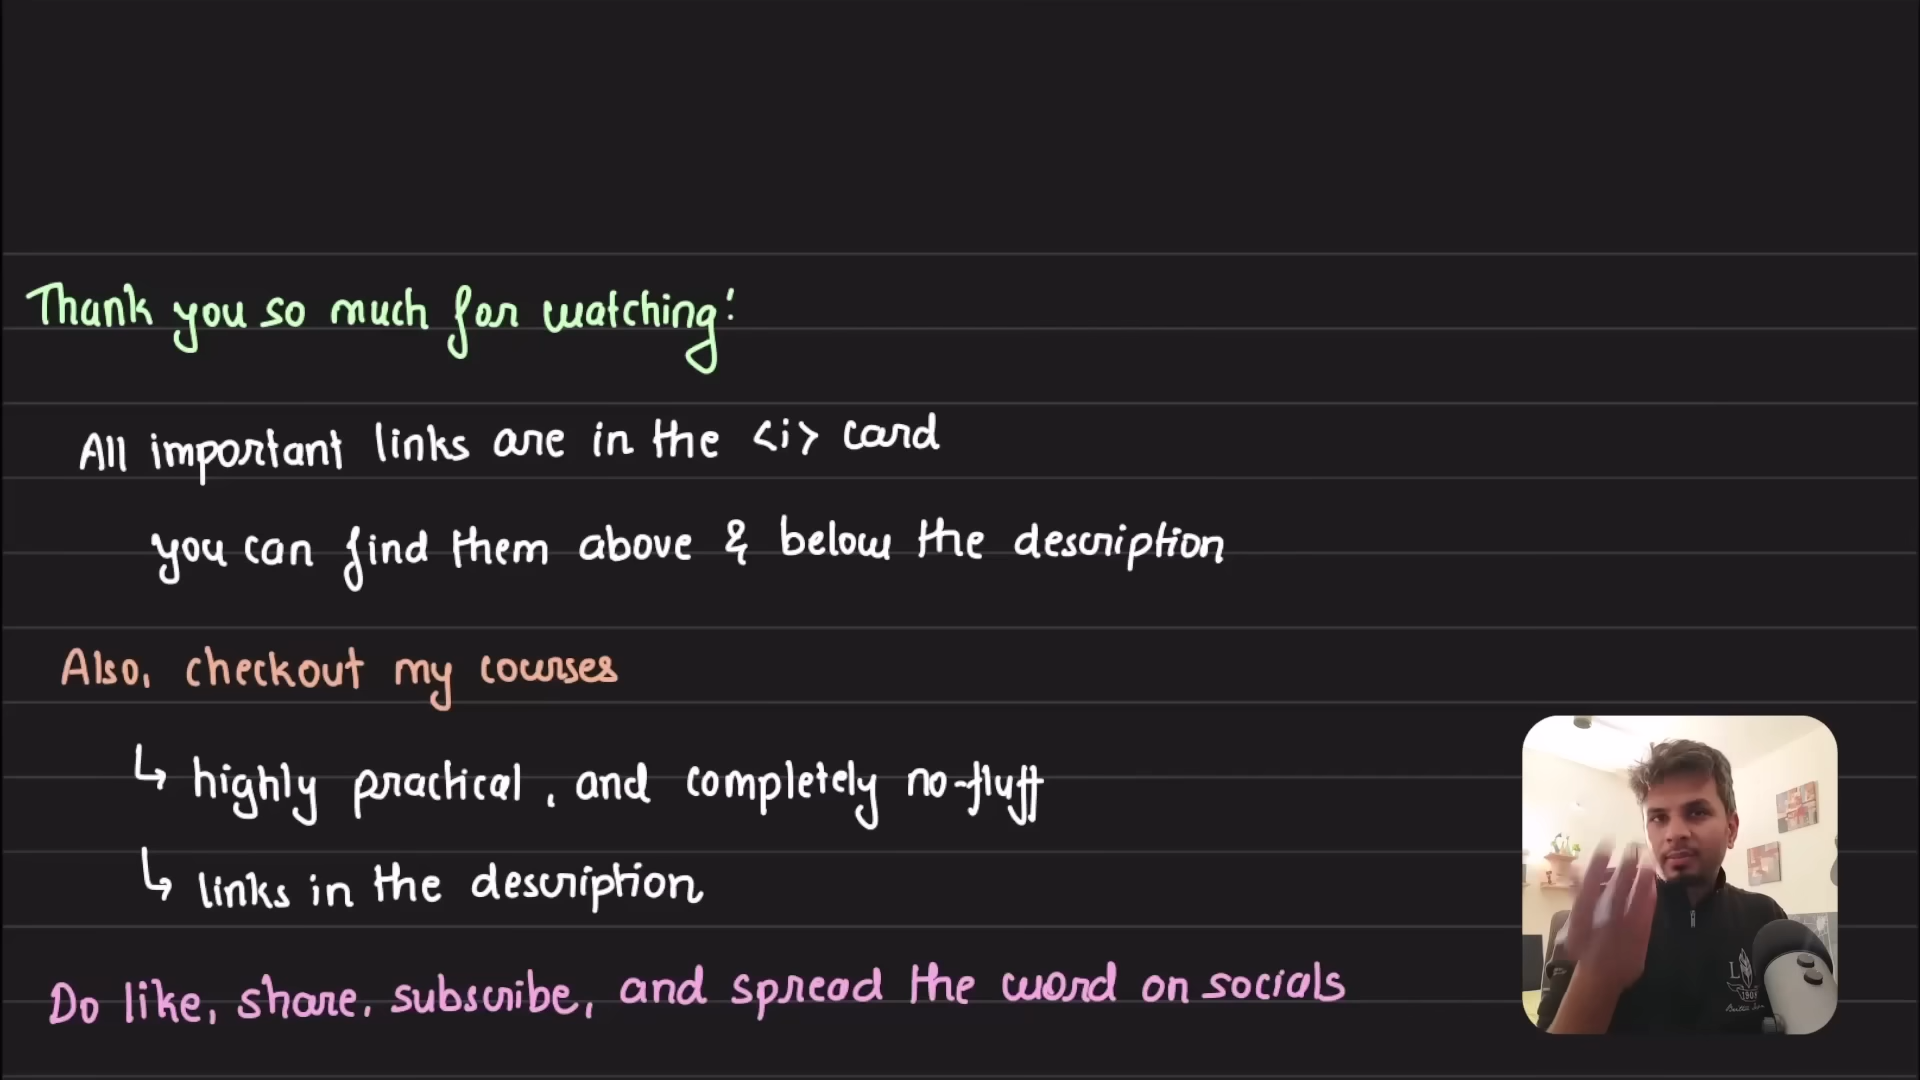 Thank you so much for watching!
All important links are in the <i> card
you can find them above & below the description
Also, checkout my courses
↳ highly practical, and completely no-fluff
↳ links in the description
Do like, share, subscribe, and spread the word on socials